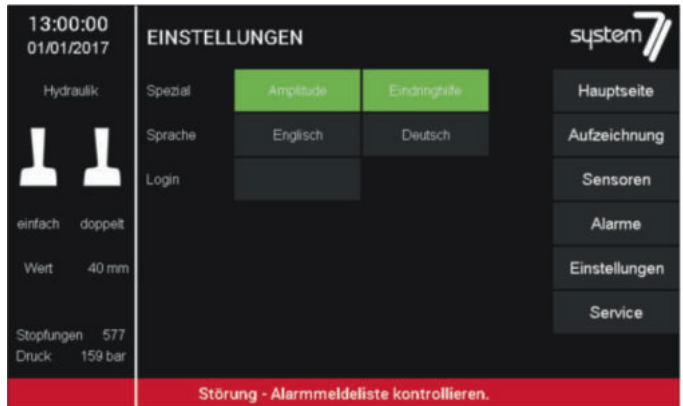 13:00:00
01/01/2017
Hydraulik
einfach doppelt
Wert 40 mm
Stopfungen 577
Druck 159 bar
EINSTELLUNGEN
Spezial Amplitude Eindringhilfe
Sprache Englisch Deutsch
Login
system 7
Hauptseite
Aufzeichnung
Sensoren
Alarme
Einstellungen
Service
Störung - Alarmmeldeliste kontrollieren.